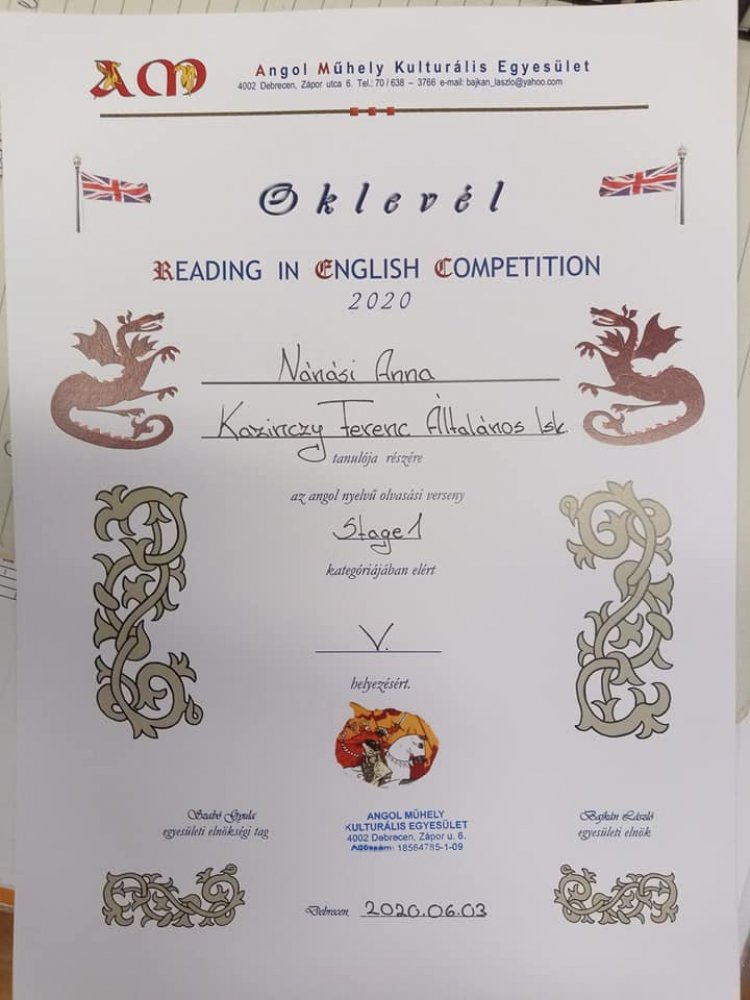 AM Angol Műhely Kulturális Egyesület
4002 Debrecen, Zápor utca 6. Tel.: 70 / 638 – 3766 e-mail: bajkan_laszlo@yahoo.com
Oklevél
READING IN ENGLISH COMPETITION
2020
Nánási Anna
Kazinczy Ferenc Általános Isk.
tanulója részére
az angol nyelvű olvasási verseny
Stage 1
kategóriájában elért
V.
helyezésért.
Szabó Gyula
egyesületi elnökségi tag
ANGOL MŰHELY
KULTURÁLIS EGYESÜLET
4002 Debrecen, Zápor u. 6.
Adószám: 18564785-1-09
Bajkán László
egyesületi elnök
Debrecen, 2020.06.03